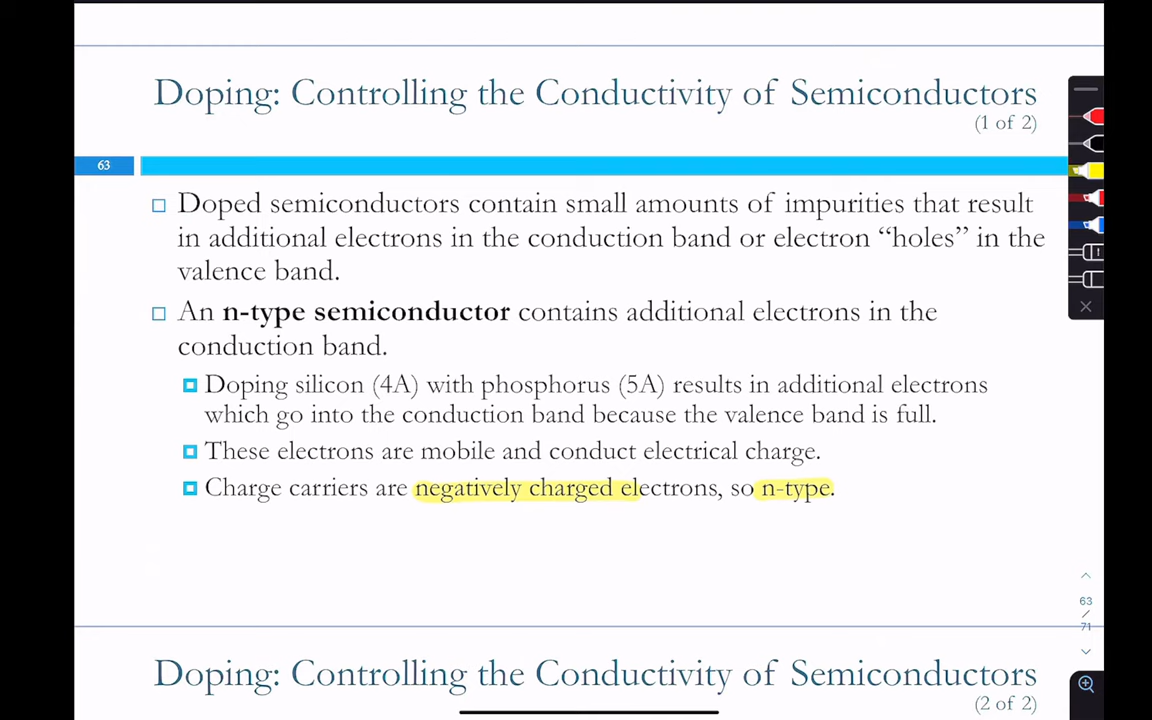 Doping: Controlling the Conductivity of Semiconductors
(1 of 2)
63
Doped semiconductors contain small amounts of impurities that result
in additional electrons in the conduction band or electron “holes” in the
valence band.
An n-type semiconductor contains additional electrons in the
conduction band.
Doping silicon (4A) with phosphorus (5A) results in additional electrons
which go into the conduction band because the valence band is full.
These electrons are mobile and conduct electrical charge.
Charge carriers are negatively charged electrons, so n-type.
63
/
71
Doping: Controlling the Conductivity of Semiconductors
(2 of 2)